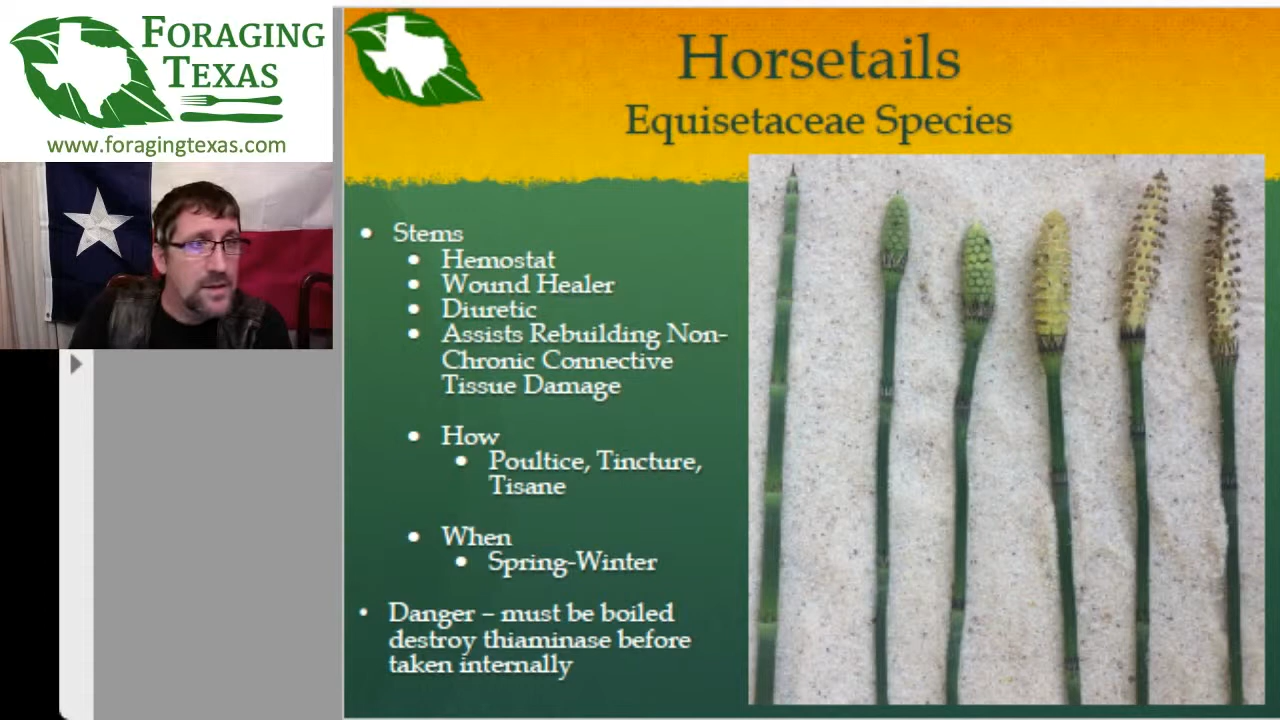 FORAGING
TEXAS
www.foragingtexas.com
Horsetails
Equisetaceae Species
• Stems
• Hemostat
• Wound Healer
• Diuretic
• Assists Rebuilding Non-
Chronic Connective
Tissue Damage
• How
• Poultice, Tincture,
Tisane
• When
• Spring-Winter
• Danger – must be boiled
destroy thiaminase before
taken internally